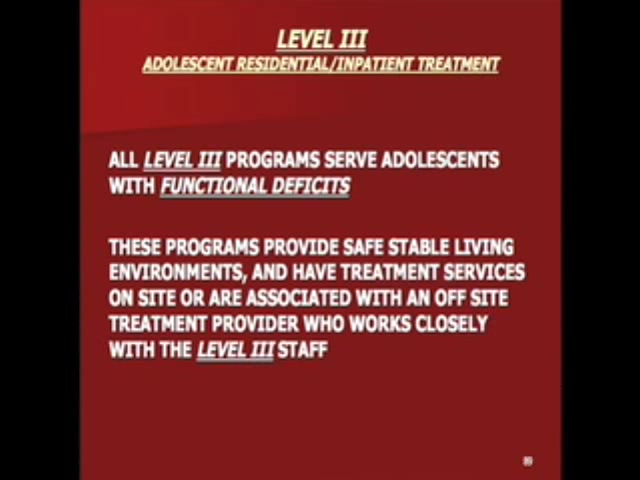 LEVEL III
ADOLESCENT RESIDENTIAL/INPATIENT TREATMENT
ALL LEVEL III PROGRAMS SERVE ADOLESCENTS
WITH FUNCTIONAL DEFICITS
THESE PROGRAMS PROVIDE SAFE STABLE LIVING
ENVIRONMENTS, AND HAVE TREATMENT SERVICES
ON SITE OR ARE ASSOCIATED WITH AN OFF SITE
TREATMENT PROVIDER WHO WORKS CLOSELY
WITH THE LEVEL III STAFF